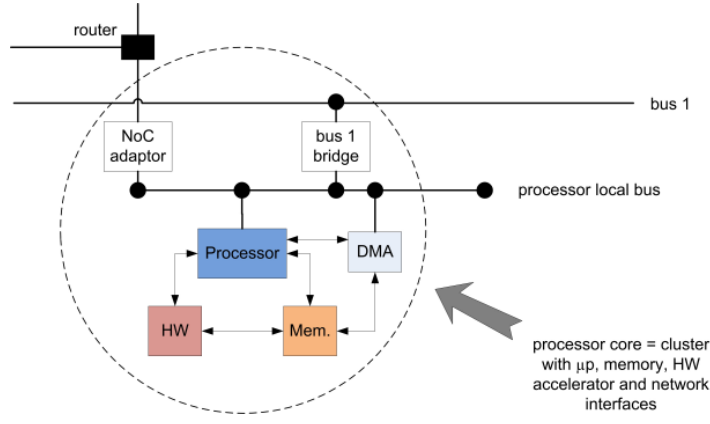 router
bus 1
NoC
adaptor
bus 1
bridge
processor local bus
Processor
DMA
HW
Mem.
processor core = cluster
with μp, memory, HW
accelerator and network
interfaces